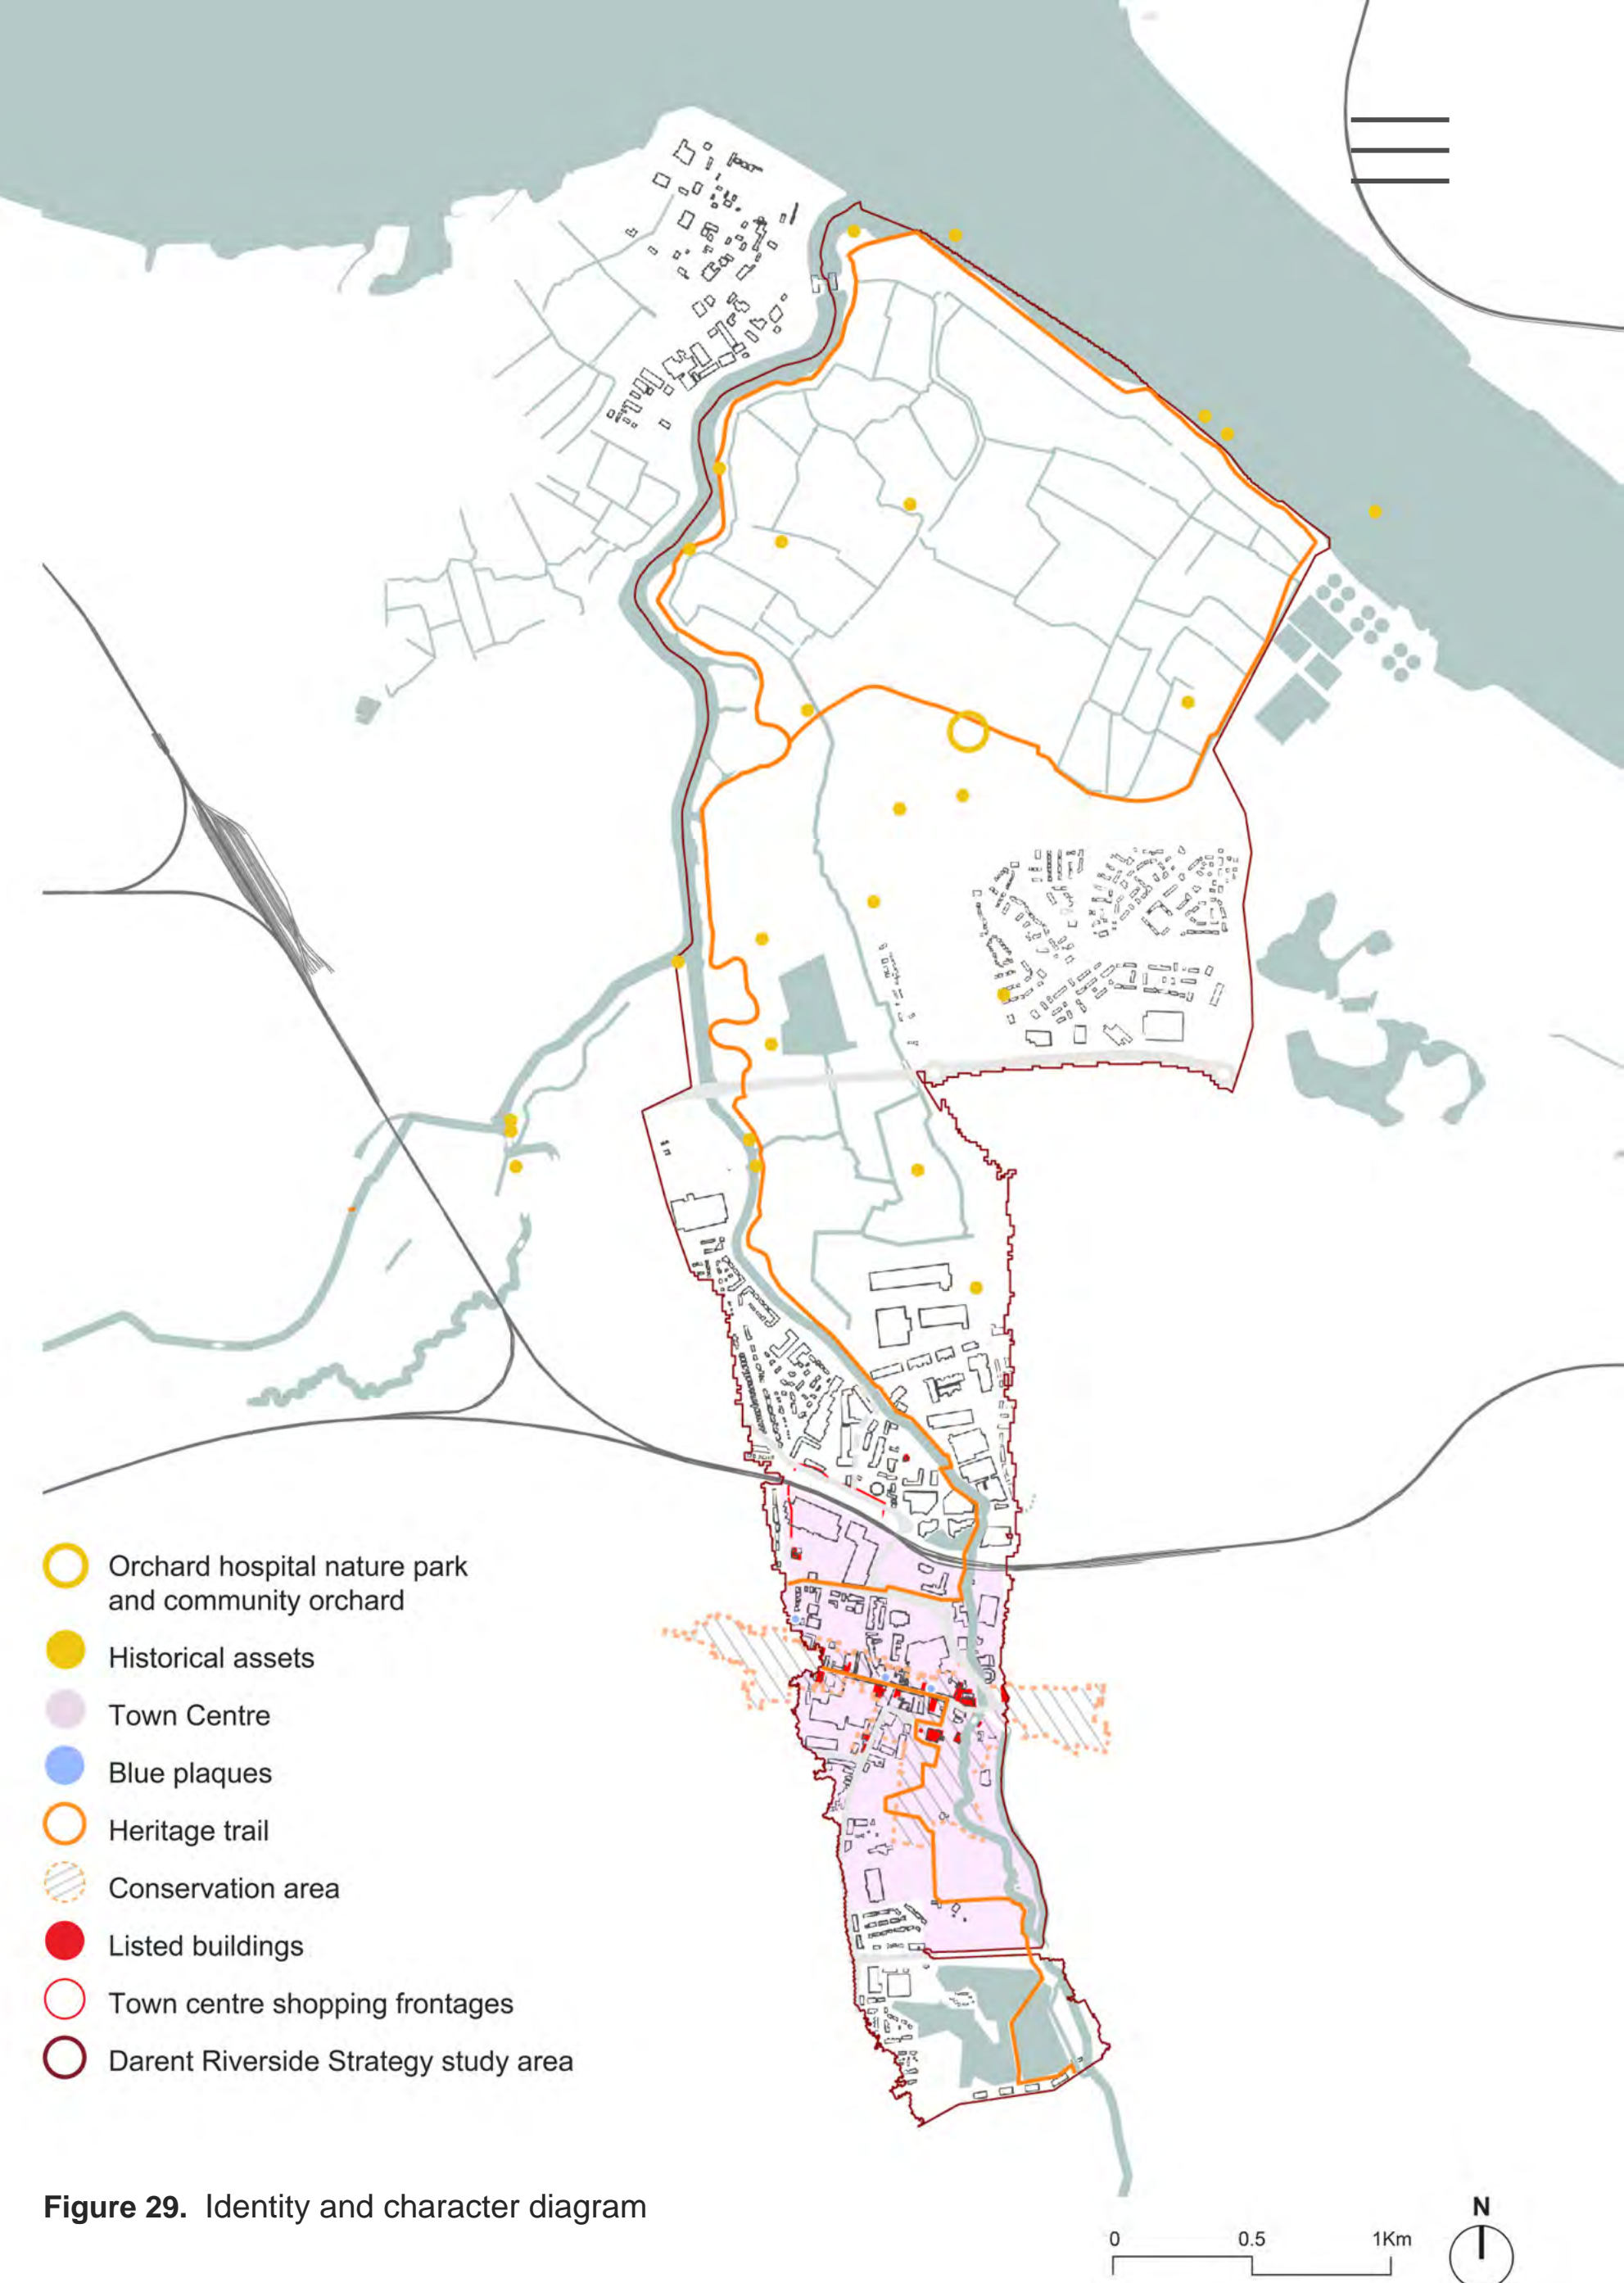 Orchard hospital nature park
and community orchard
Historical assets
Town Centre
Blue plaques
Heritage trail
Conservation area
Listed buildings
Town centre shopping frontages
Darent Riverside Strategy study area
Figure 29. Identity and character diagram
0 0.5 1Km
N